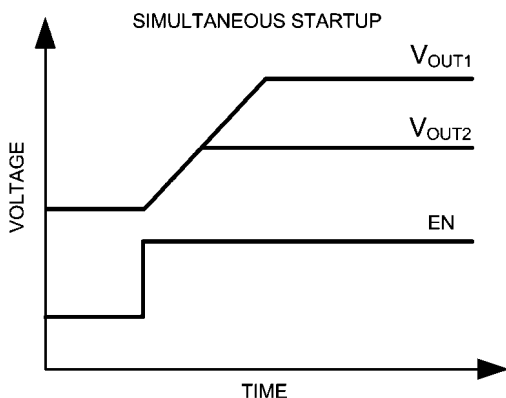 SIMULTANEOUS STARTUP
VOUT1
VOUT2
VOLTAGE
EN
TIME